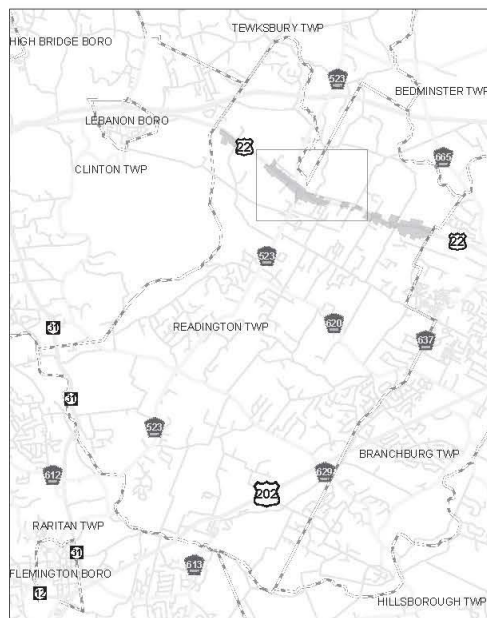 TEWKSBURY TWP
HIGH BRIDGE BORO
523
BEDMINSTER TWP
LEBANON BORO
22
665
CLINTON TWP
22
523
31
READINGTON TWP
620
637
31
523
BRANCHBURG TWP
612
629
202
RARITAN TWP
31
613
FLEMINGTON BORO
12
HILLSBOROUGH TWP